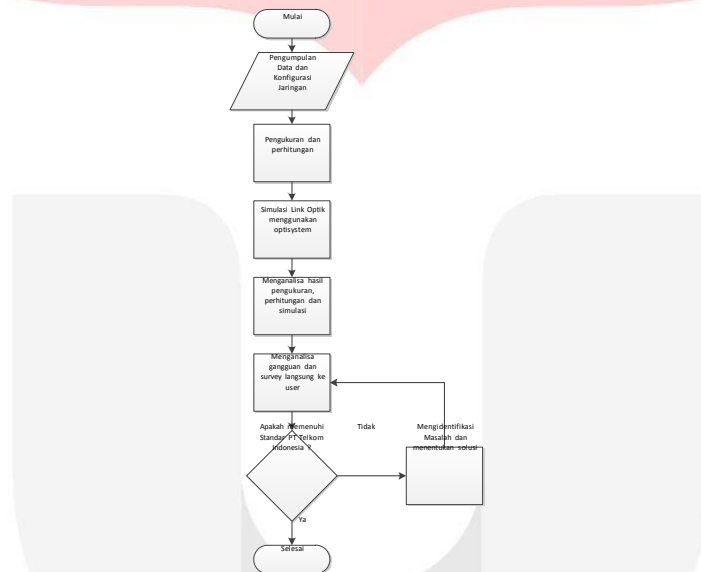 Mulai
Pengumpulan
Data dan
Konfigurasi
Jaringan
Pengukuran dan
perhitungan
Simulasi Link Optik
menggunakan
optisystem
Menganalisa hasil
pengukuran,
perhitungan dan
simulasi
Menganalisa
gangguan dan
survey langsung ke
user
Apakah memenuhi
Standar PT Telkom
Indonesia ?
Tidak
Mengidentifikasi
Masalah dan
menentukan solusi
Ya
Selesai